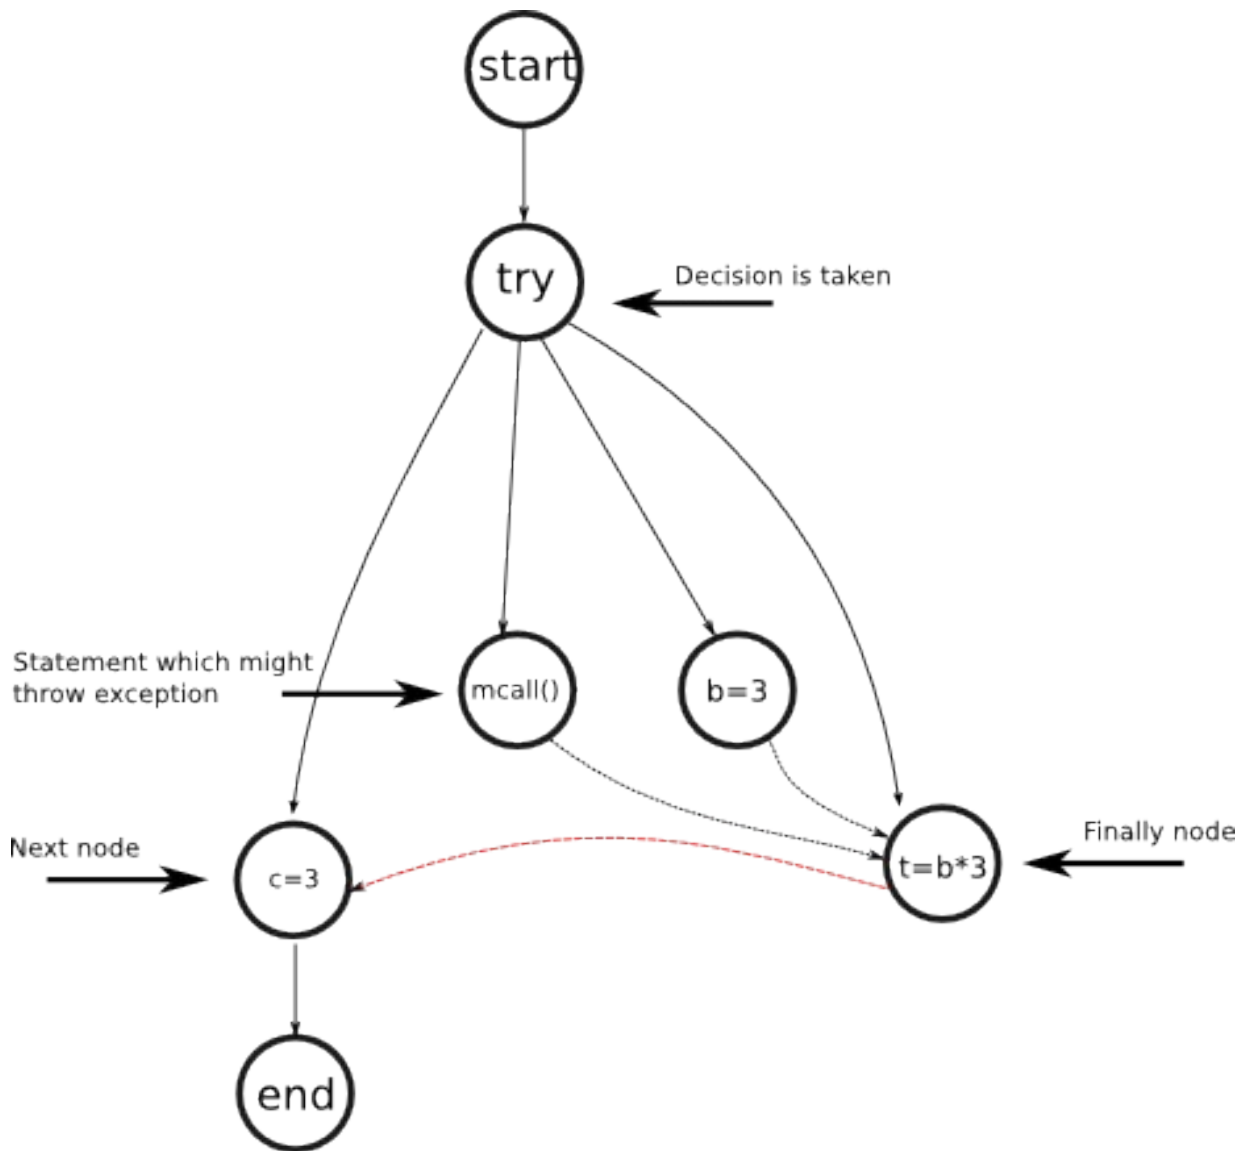 start
try
Decision is taken
Statement which might
throw exception
mcall()
b=3
Next node
c=3
t=b*3
Finally node
end